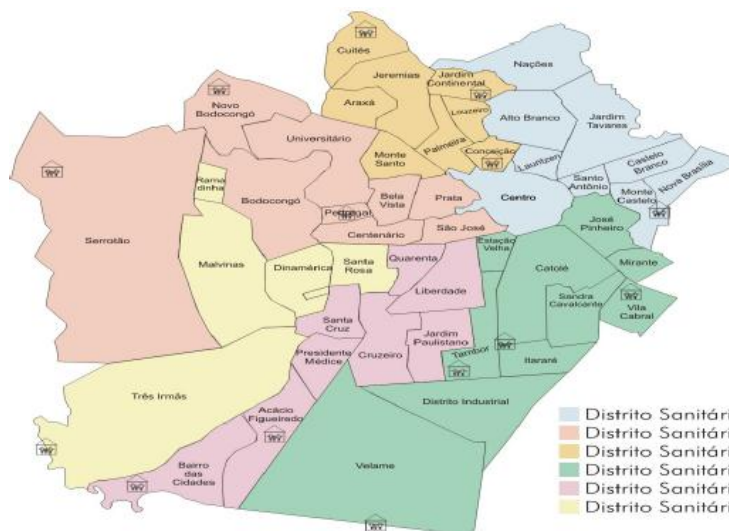 Cuités
Nações
Jeremias
Jardim
Continental
Novo
Bodocongó
Araxá
Louzeiro
Alto Branco
Jardim
Tavares
Universitário
Palmeira
Conceição
Monte
Santo
Lauritzen
Castelo
Branco
Nova Brasília
Rama
dinha
Santo
Antônio
Monte
Castelo
Centro
Bela
Vista
Prata
Bodocongó
Pedregal
José
Pinheiro
Serrotão
Centenário
São José
Estação
Velha
Malvinas
Dinamérica
Santa
Rosa
Quarenta
Catolé
Mirante
Liberdade
Sandra
Cavalcante
Vila
Cabral
Santa
Cruz
Jardim
Paulistano
Presidente
Médice
Cruzeiro
Tambor
Itararé
Três Irmãs
Distrito Industrial
Acácio
Figueiredo
Velame
Bairro
das
Cidades
Distrito Sanitári
Distrito Sanitári
Distrito Sanitári
Distrito Sanitári
Distrito Sanitári
Distrito Sanitári